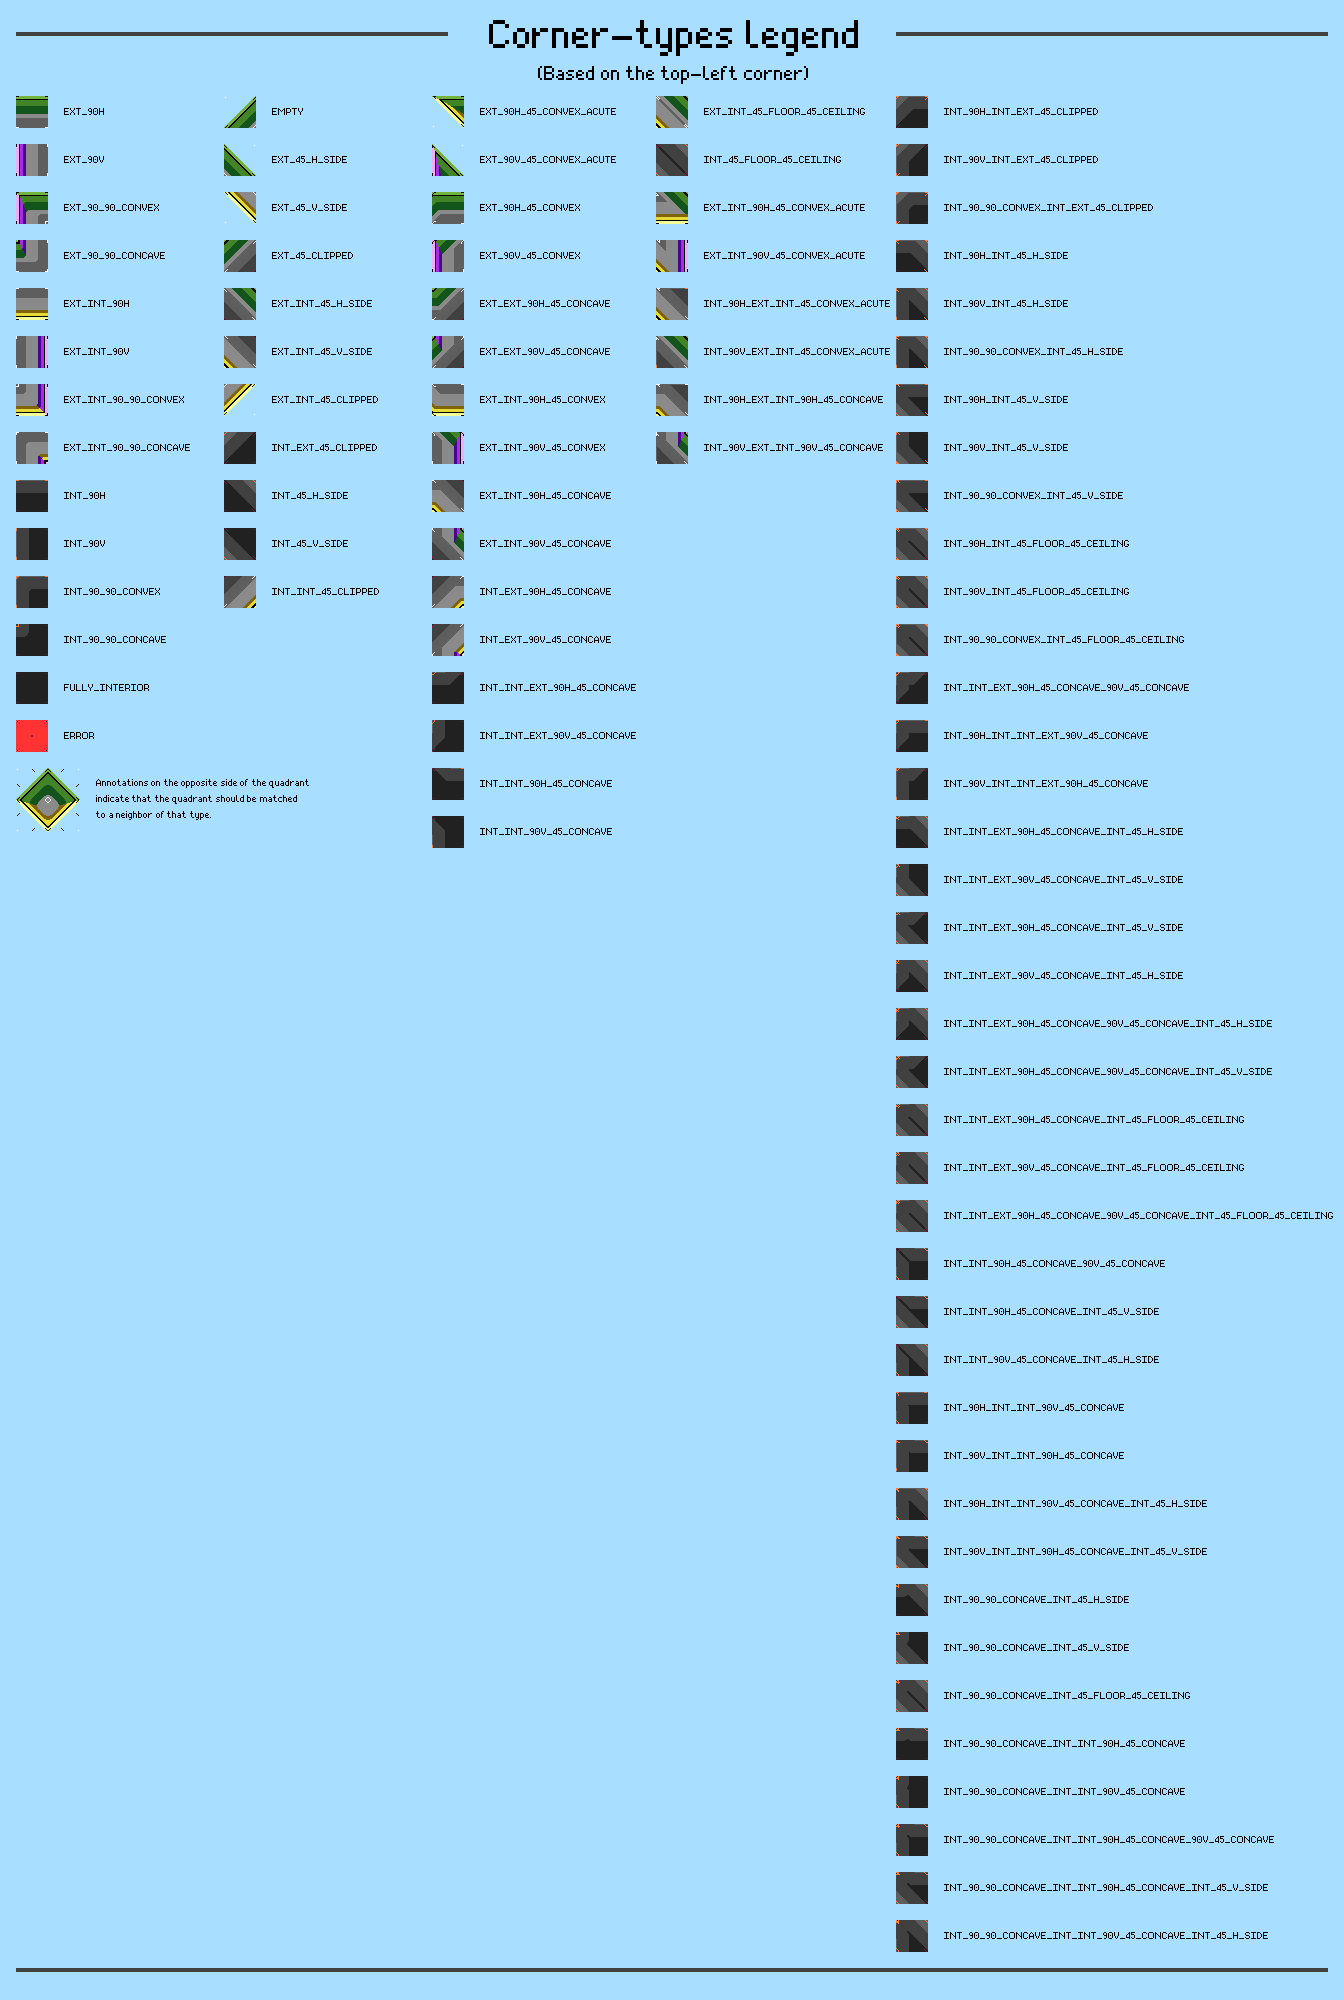 Corner-types legend
(Based on the top-left corner)
EXT_90H
EXT_90V
EXT_90_90_CONVEX
EXT_90_90_CONCAVE
EXT_INT_90H
EXT_INT_90V
EXT_INT_90_90_CONVEX
EXT_INT_90_90_CONCAVE
INT_90H
INT_90V
INT_90_90_CONVEX
INT_90_90_CONCAVE
FULLY_INTERIOR
ERROR
Annotations on the opposite side of the quadrant
indicate that the quadrant should be matched
to a neighbor of that type.
EMPTY
EXT_45_H_SIDE
EXT_45_V_SIDE
EXT_45_CLIPPED
EXT_INT_45_H_SIDE
EXT_INT_45_V_SIDE
EXT_INT_45_CLIPPED
INT_EXT_45_CLIPPED
INT_45_H_SIDE
INT_45_V_SIDE
INT_INT_45_CLIPPED
EXT_90H_45_CONVEX_ACUTE
EXT_90V_45_CONVEX_ACUTE
EXT_90H_45_CONVEX
EXT_90V_45_CONVEX
EXT_EXT_90H_45_CONCAVE
EXT_EXT_90V_45_CONCAVE
EXT_INT_90H_45_CONVEX
EXT_INT_90V_45_CONVEX
EXT_INT_90H_45_CONCAVE
EXT_INT_90V_45_CONCAVE
INT_EXT_90H_45_CONCAVE
INT_EXT_90V_45_CONCAVE
INT_INT_EXT_90H_45_CONCAVE
INT_INT_EXT_90V_45_CONCAVE
INT_INT_90H_45_CONCAVE
INT_INT_90V_45_CONCAVE
EXT_INT_45_FLOOR_45_CEILING
INT_45_FLOOR_45_CEILING
EXT_INT_90H_45_CONVEX_ACUTE
EXT_INT_90V_45_CONVEX_ACUTE
INT_90H_EXT_INT_45_CONVEX_ACUTE
INT_90V_EXT_INT_45_CONVEX_ACUTE
INT_90H_EXT_INT_90H_45_CONCAVE
INT_90V_EXT_INT_90V_45_CONCAVE
INT_90H_INT_EXT_45_CLIPPED
INT_90V_INT_EXT_45_CLIPPED
INT_90_90_CONVEX_INT_EXT_45_CLIPPED
INT_90H_INT_45_H_SIDE
INT_90V_INT_45_H_SIDE
INT_90_90_CONVEX_INT_45_H_SIDE
INT_90H_INT_45_V_SIDE
INT_90V_INT_45_V_SIDE
INT_90_90_CONVEX_INT_45_V_SIDE
INT_90H_INT_45_FLOOR_45_CEILING
INT_90V_INT_45_FLOOR_45_CEILING
INT_90_90_CONVEX_INT_45_FLOOR_45_CEILING
INT_INT_EXT_90H_45_CONCAVE_90V_45_CONCAVE
INT_90H_INT_INT_EXT_90V_45_CONCAVE
INT_90V_INT_INT_EXT_90H_45_CONCAVE
INT_INT_EXT_90H_45_CONCAVE_INT_45_H_SIDE
INT_INT_EXT_90V_45_CONCAVE_INT_45_V_SIDE
INT_INT_EXT_90H_45_CONCAVE_INT_45_V_SIDE
INT_INT_EXT_90V_45_CONCAVE_INT_45_H_SIDE
INT_INT_EXT_90H_45_CONCAVE_90V_45_CONCAVE_INT_45_H_SIDE
INT_INT_EXT_90H_45_CONCAVE_90V_45_CONCAVE_INT_45_V_SIDE
INT_INT_EXT_90H_45_CONCAVE_INT_45_FLOOR_45_CEILING
INT_INT_EXT_90V_45_CONCAVE_INT_45_FLOOR_45_CEILING
INT_INT_EXT_90H_45_CONCAVE_90V_45_CONCAVE_INT_45_FLOOR_45_CEILING
INT_INT_90H_45_CONCAVE_90V_45_CONCAVE
INT_INT_90H_45_CONCAVE_INT_45_V_SIDE
INT_INT_90V_45_CONCAVE_INT_45_H_SIDE
INT_90H_INT_INT_90V_45_CONCAVE
INT_90V_INT_INT_90H_45_CONCAVE
INT_90H_INT_INT_90V_45_CONCAVE_INT_45_H_SIDE
INT_90V_INT_INT_90H_45_CONCAVE_INT_45_V_SIDE
INT_90_90_CONCAVE_INT_45_H_SIDE
INT_90_90_CONCAVE_INT_45_V_SIDE
INT_90_90_CONCAVE_INT_45_FLOOR_45_CEILING
INT_90_90_CONCAVE_INT_INT_90H_45_CONCAVE
INT_90_90_CONCAVE_INT_INT_90V_45_CONCAVE
INT_90_90_CONCAVE_INT_INT_90H_45_CONCAVE_90V_45_CONCAVE
INT_90_90_CONCAVE_INT_INT_90H_45_CONCAVE_INT_45_V_SIDE
INT_90_90_CONCAVE_INT_INT_90V_45_CONCAVE_INT_45_H_SIDE